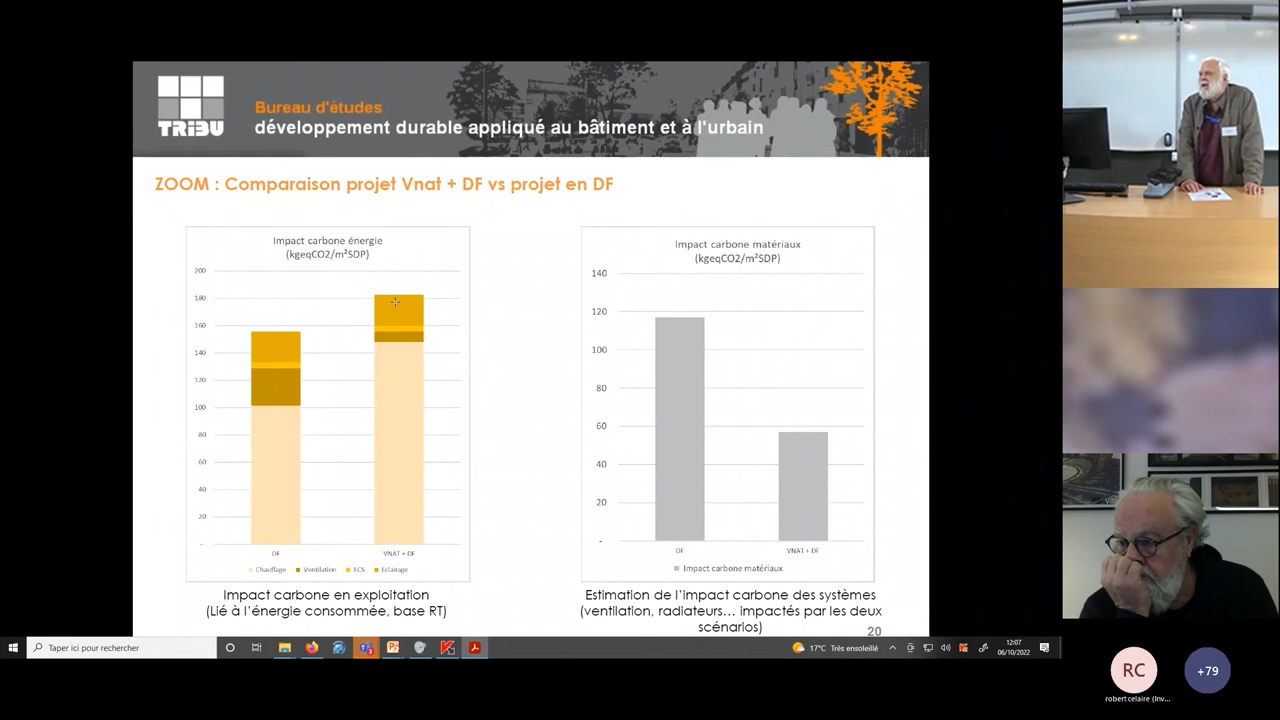 TRIBU
Bureau d'études
développement durable appliqué au bâtiment et à l'urbain
ZOOM : Comparaison projet Vnat + DF vs projet en DF
Impact carbone énergie
(kgeqCO2/m²SDP)
200
180
160
140
120
100
80
60
40
20
-
DF
VNAT + DF
Chauffage
Ventilation
ECS
Eclairage
Impact carbone en exploitation
(Lié à l'énergie consommée, base RT)
Impact carbone matériaux
(kgeqCO2/m²SDP)
140
120
100
80
60
40
20
-
DF
VNAT + DF
Impact carbone matériaux
Estimation de l'impact carbone des systèmes
(ventilation, radiateurs... impactés par les deux
scénarios)
20
Taper ici pour rechercher
17°C Très ensoleillé
12:07
06/10/2022
RC
+79
robert celaire (Inv...